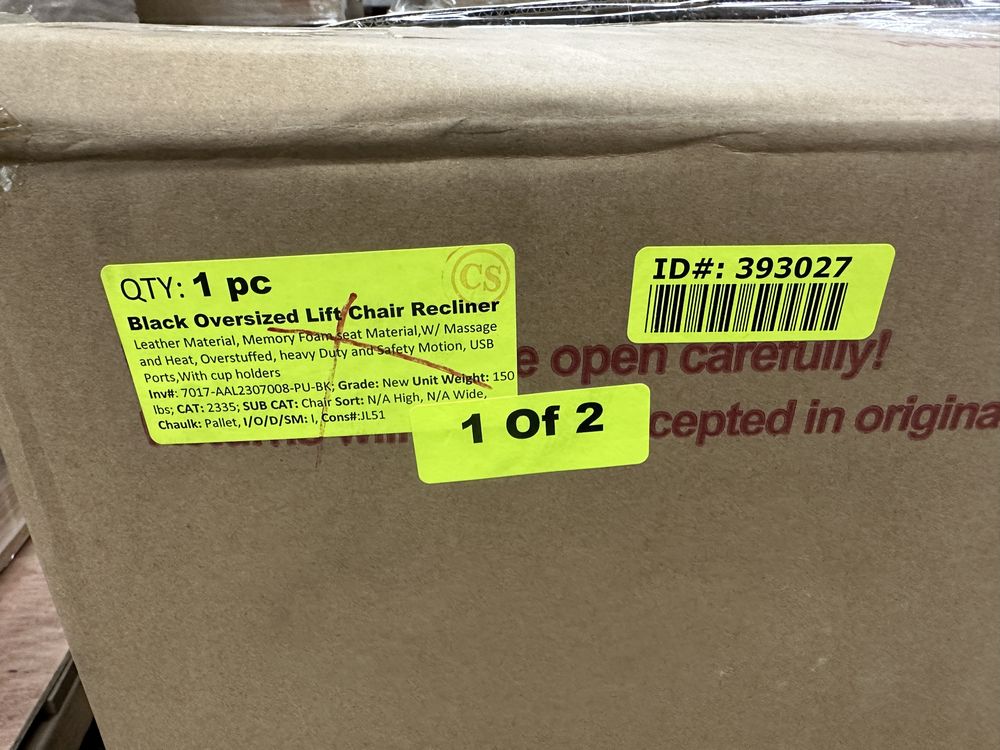 QTY: 1 pc
CS
Black Oversized Lift Chair Recliner
Leather Material, Memory Foam seat Material,W/ Massage
and Heat, Overstuffed, heavy Duty and Safety Motion, USB
Ports,With cup holders
Inv#: 7017-AAL2307008-PU-BK; Grade: New Unit Weight: 150
lbs; CAT: 2335; SUB CAT: Chair Sort: N/A High, N/A Wide,
Chaulk: Pallet, I/O/D/SM: I, Cons#:JL51
ID#: 393027
1 Of 2
e open carefully!
cepted in origina